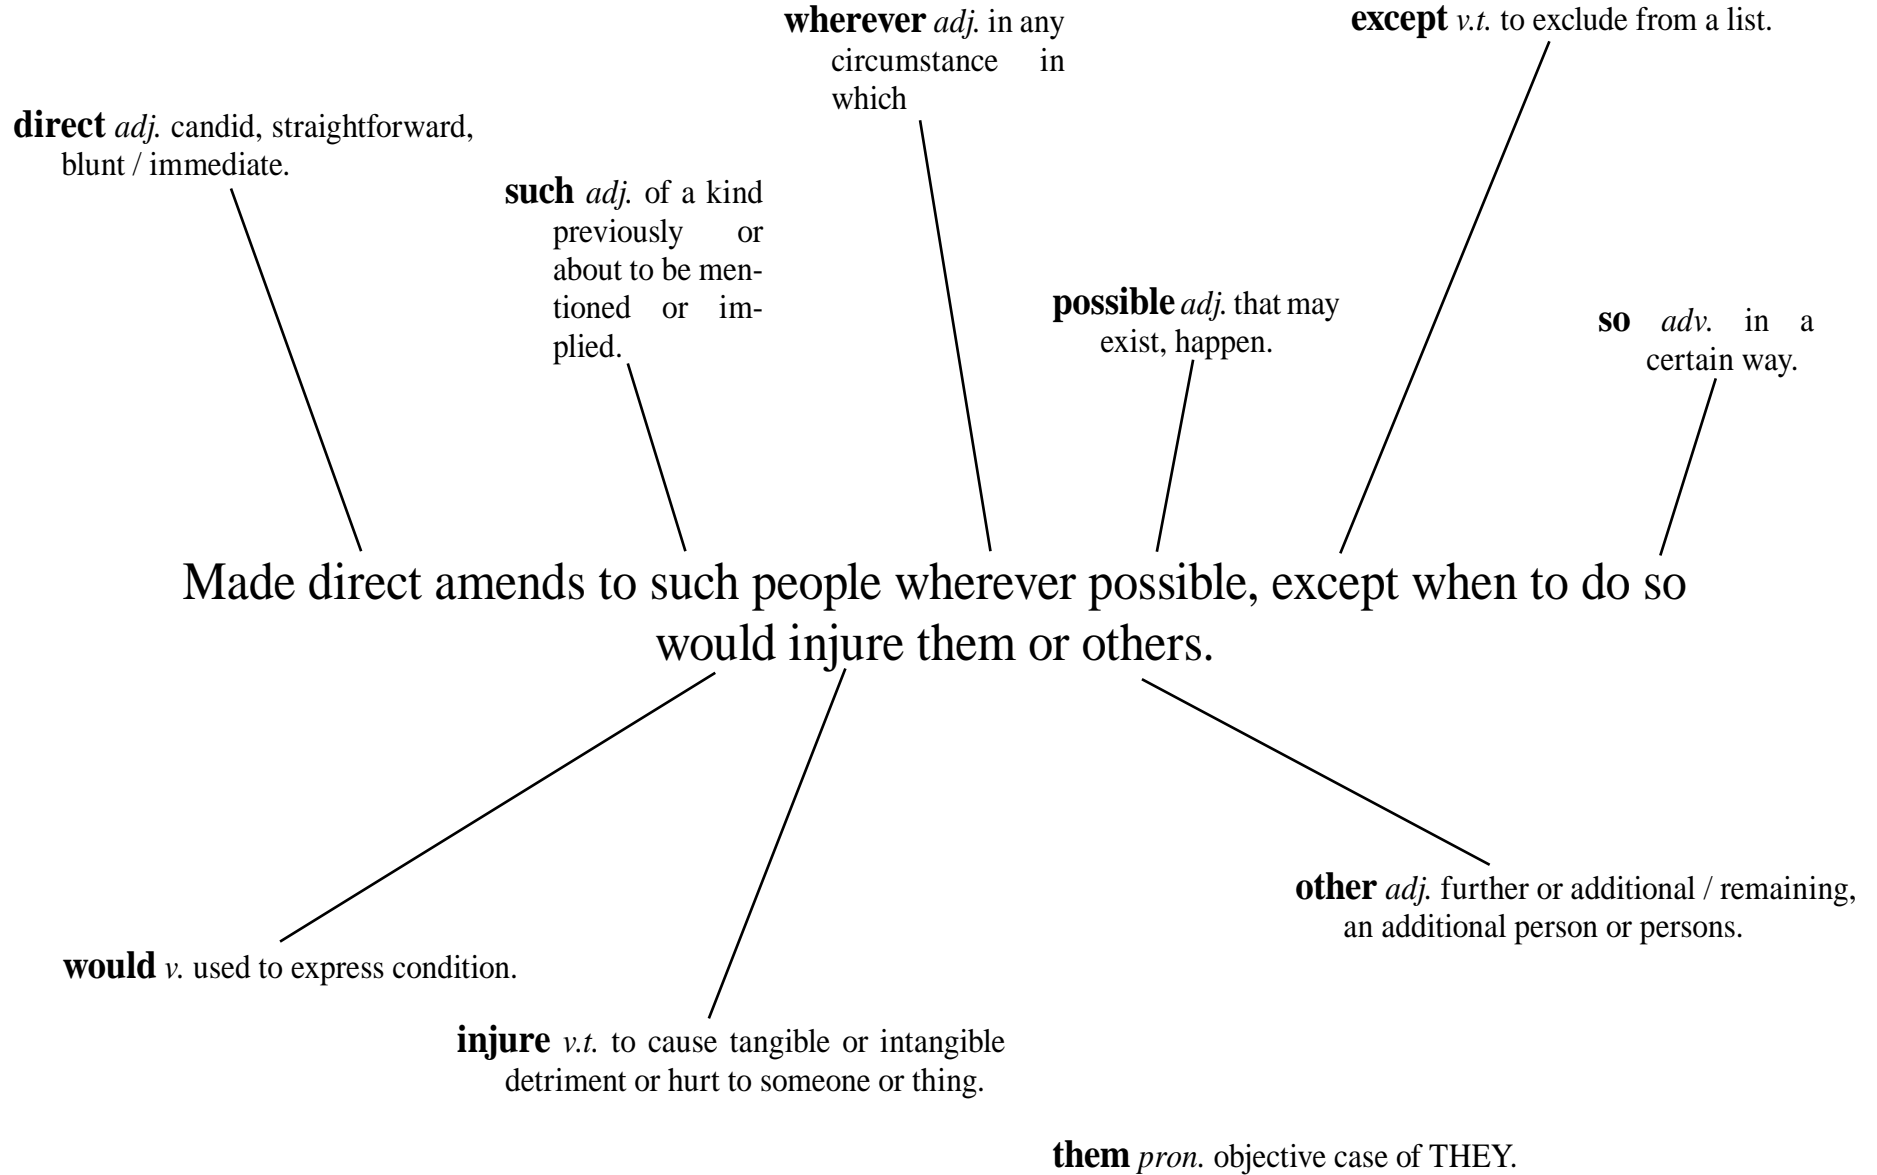 wherever adj. in any
circumstance in
which
except v.t. to exclude from a list.
direct adj. candid, straightforward,
blunt / immediate.
such adj. of a kind
previously or
about to be men-
tioned or im-
plied.
possible adj. that may
exist, happen.
so adv. in a
certain way.
Made direct amends to such people wherever possible, except when to do so
would injure them or others.
other adj. further or additional / remaining,
an additional person or persons.
would v. used to express condition.
injure v.t. to cause tangible or intangible
detriment or hurt to someone or thing.
them pron. objective case of THEY.